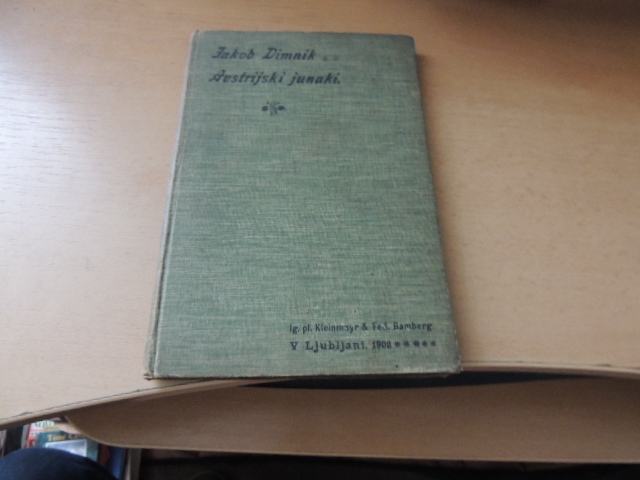 Jakob Dimnik
Avstrijski junaki.
Ig. pl. Kleinmayr & Fed. Bamberg
V Ljubljani, 1908